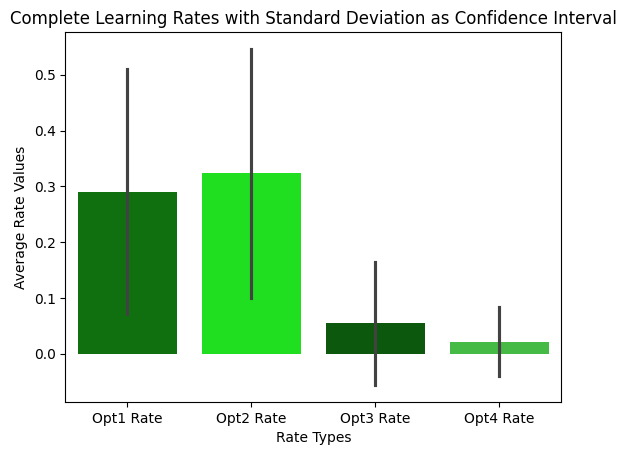 Complete Learning Rates with Standard Deviation as Confidence Interval
Average Rate Values
0.5
0.4
0.3
0.2
0.1
0.0
Opt1 Rate
Opt2 Rate
Opt3 Rate
Opt4 Rate
Rate Types